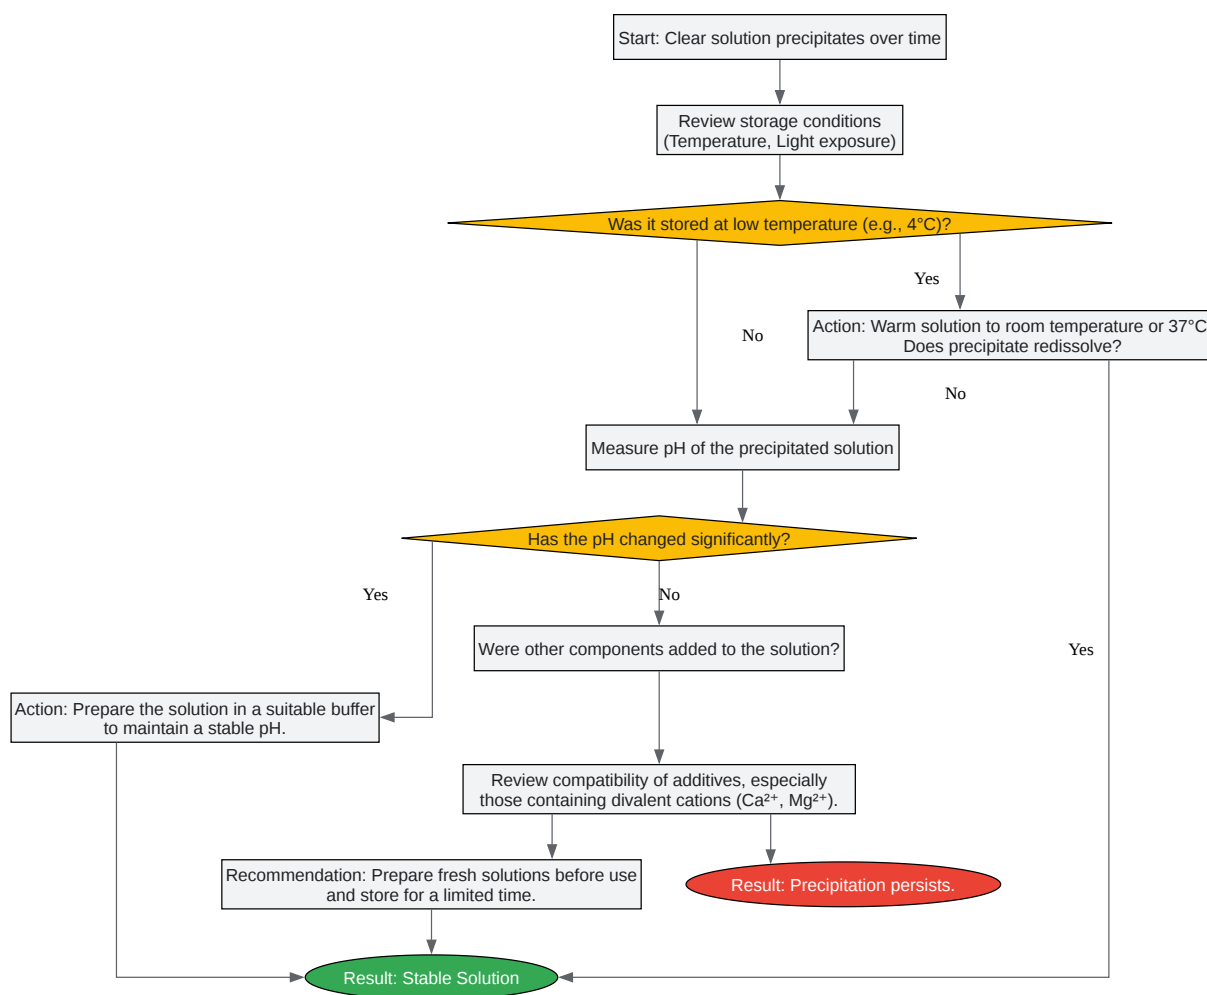 Start: Clear solution precipitates over time
Review storage conditions
(Temperature, Light exposure)
Was it stored at low temperature (e.g., 4°C)?
Yes
No
Action: Warm solution to room temperature or 37°C
Does precipitate redissolve?
No
Measure pH of the precipitated solution
Has the pH changed significantly?
Yes
No
Were other components added to the solution?
Yes
Action: Prepare the solution in a suitable buffer
to maintain a stable pH.
Review compatibility of additives, especially
those containing divalent cations (Ca²⁺, Mg²⁺).
Recommendation: Prepare fresh solutions before use
and store for a limited time.
Result: Precipitation persists.
Result: Stable Solution